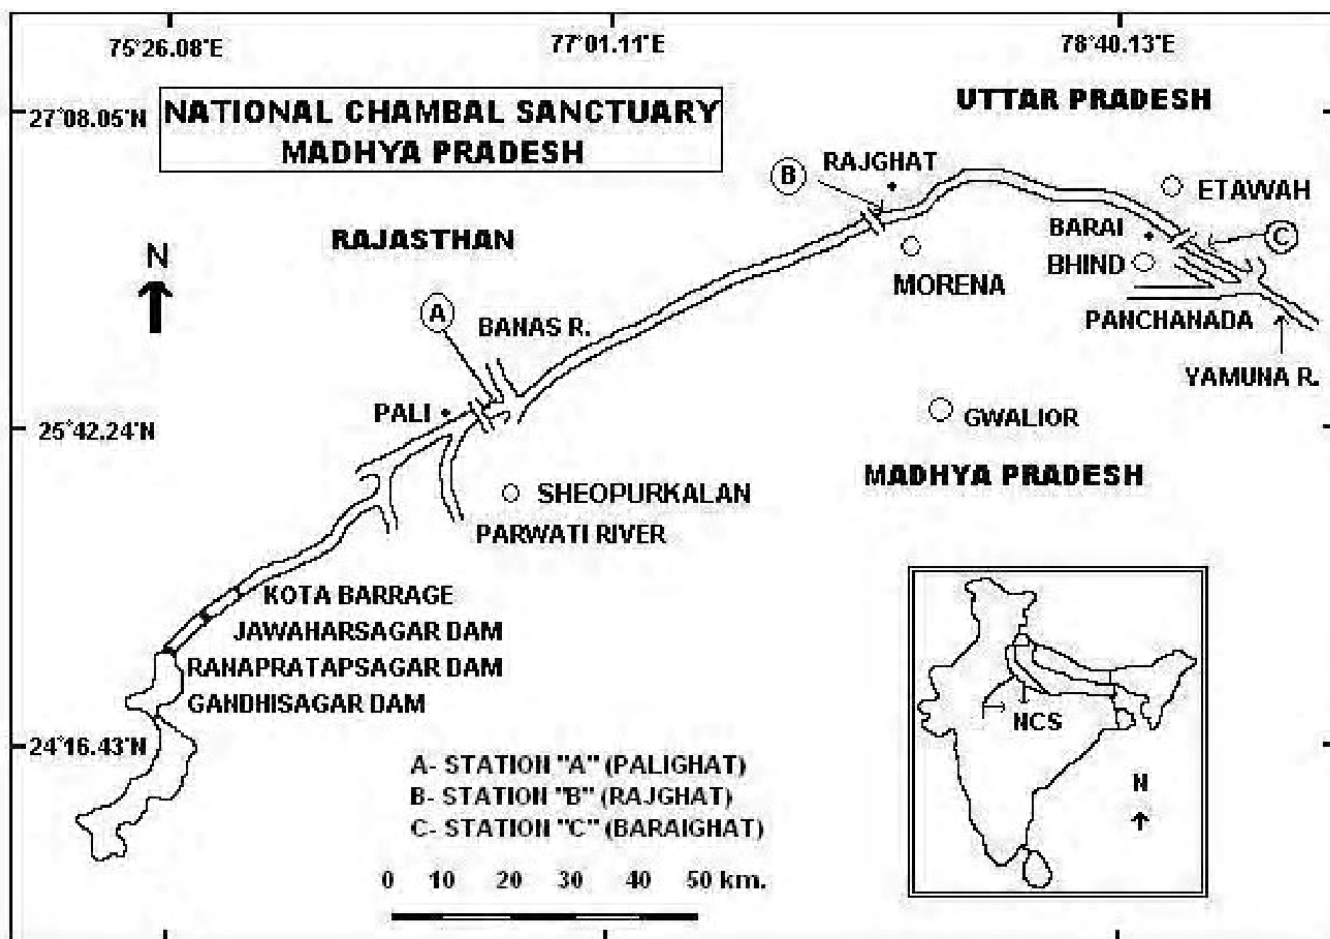 75°26.08'E
77°01.11'E
78°40.13'E
27°08.05'N
NATIONAL CHAMBAL SANCTUARY
MADHYA PRADESH
UTTAR PRADESH
B
RAJGHAT
ETAWAH
RAJASTHAN
N
BARAI
C
BHIND
MORENA
A
BANAS R.
PANCHANADA
YAMUNA R.
PALI
GWALIOR
25°42.24'N
MADHYA PRADESH
SHEOPURKALAN
PARWATI RIVER
KOTA BARRAGE
JAWAHARSAGAR DAM
RANAPRATAPSAGAR DAM
GANDHISAGAR DAM
24°16.43'N
NCS
N
A- STATION "A" (PALIGHAT)
B- STATION "B" (RAJGHAT)
C- STATION "C" (BARAIGHAT)
0 10 20 30 40 50 km.